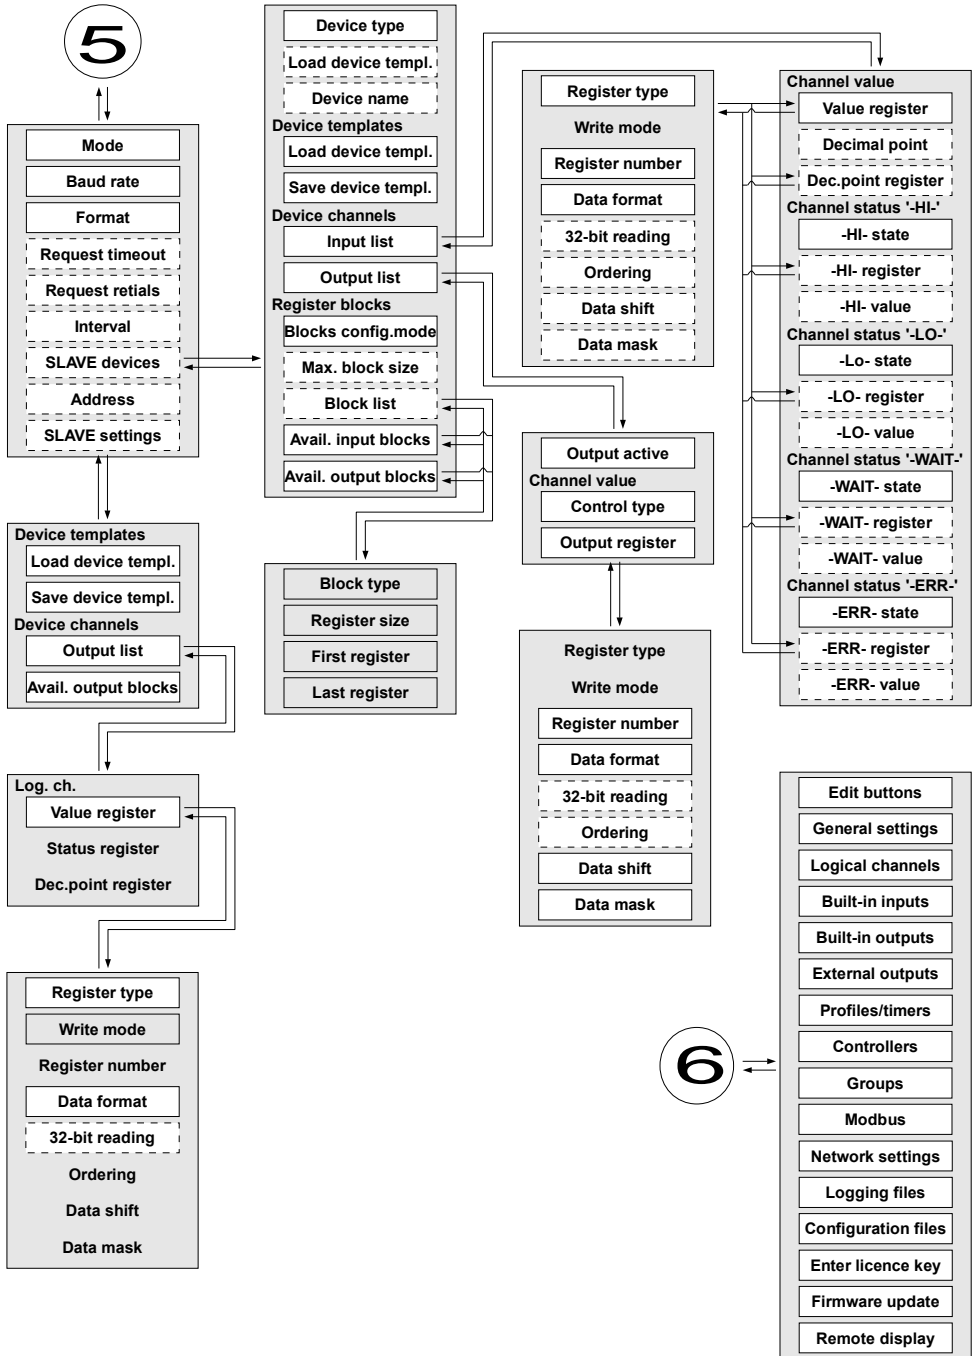 5
Mode
Baud rate
Format
Request timeout
Request retials
Interval
SLAVE devices
Address
SLAVE settings
Device templates
Load device templ.
Save device templ.
Device channels
Output list
Avail. output blocks
Log. ch.
Value register
Status register
Dec.point register
Register type
Write mode
Register number
Data format
32-bit reading
Ordering
Data shift
Data mask
Device type
Load device templ.
Device name
Device templates
Load device templ.
Save device templ.
Device channels
Input list
Output list
Register blocks
Blocks config.mode
Max. block size
Block list
Avail. input blocks
Avail. output blocks
Block type
Register size
First register
Last register
Register type
Write mode
Register number
Data format
32-bit reading
Ordering
Data shift
Data mask
Output active
Channel value
Control type
Output register
Register type
Write mode
Register number
Data format
32-bit reading
Ordering
Data shift
Data mask
Channel value
Value register
Decimal point
Dec.point register
Channel status '-HI-'
-HI- state
-HI- register
-HI- value
Channel status '-LO-'
-Lo- state
-LO- register
-LO- value
Channel status '-WAIT-'
-WAIT- state
-WAIT- register
-WAIT- value
Channel status '-ERR-'
-ERR- state
-ERR- register
-ERR- value
6
Edit buttons
General settings
Logical channels
Built-in inputs
Built-in outputs
External outputs
Profiles/timers
Controllers
Groups
Modbus
Network settings
Logging files
Configuration files
Enter licence key
Firmware update
Remote display